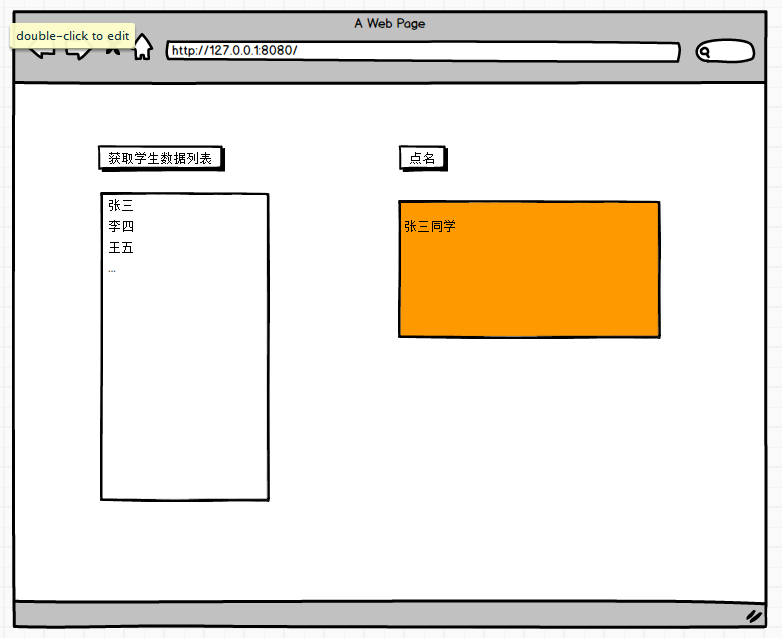 A Web Page
double-click to edit
http://127.0.0.1:8080/
获取学生数据列表
点名
张三
李四
王五
...
张三同学